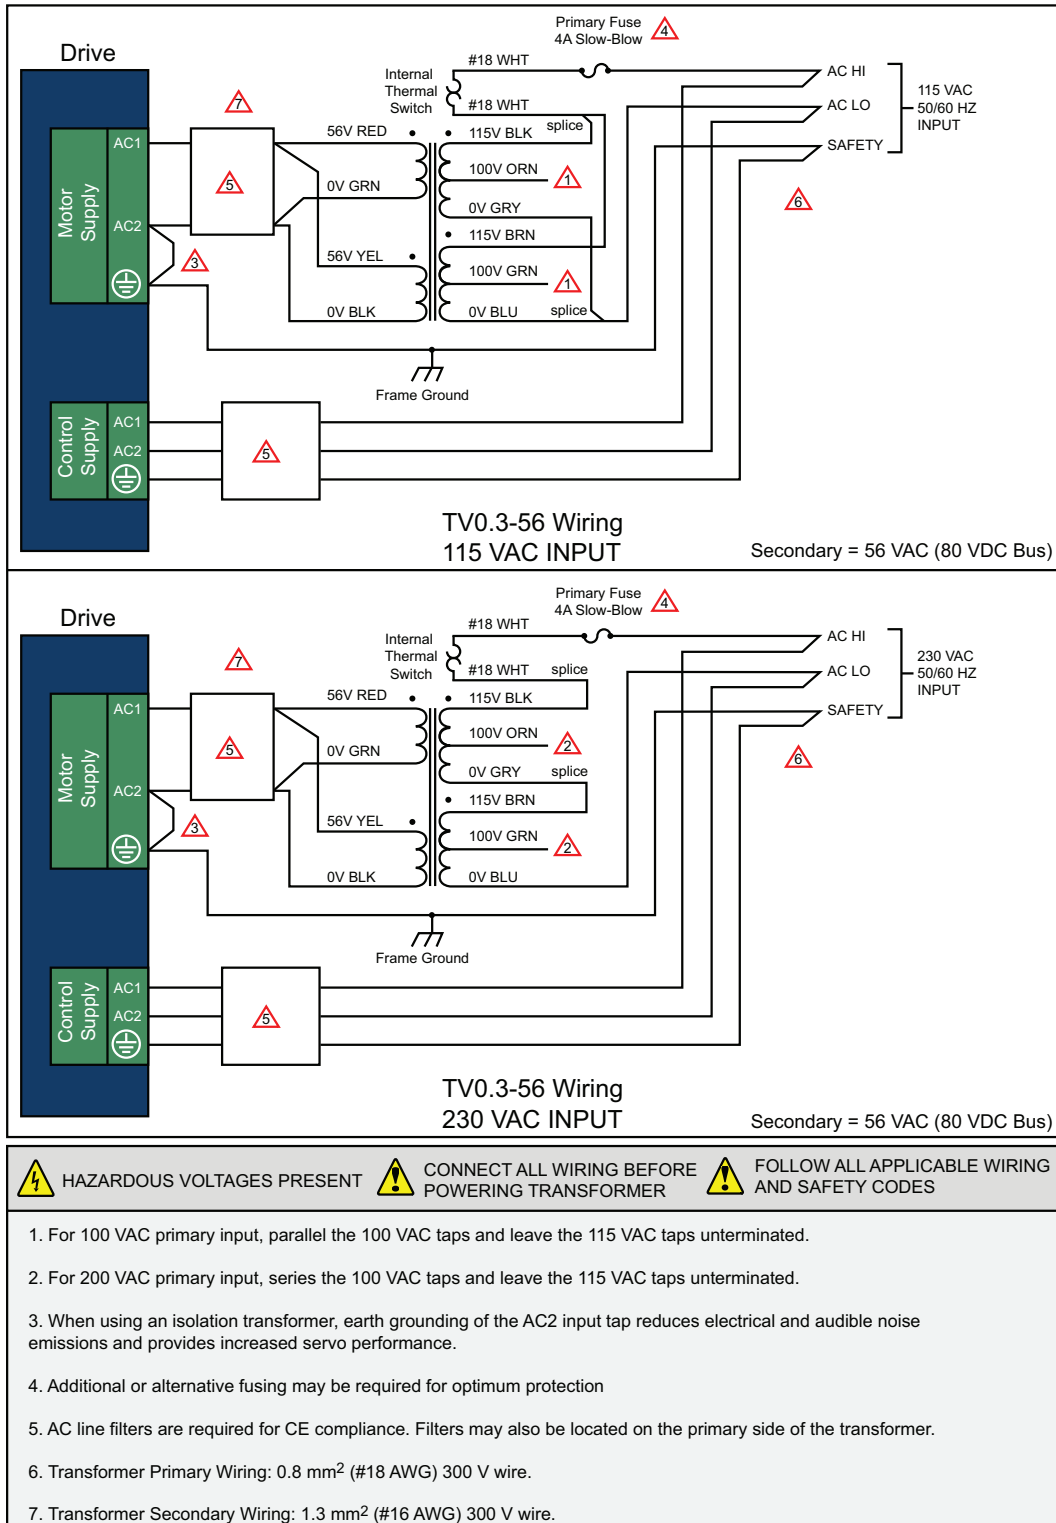 Primary Fuse
4A Slow-Blow
4
Drive
#18 WHT
Internal
Thermal
Switch
AC HI
7
#18 WHT
splice
AC LO
115 VAC
50/60 HZ
INPUT
AC1
56V RED
115V BLK
SAFETY
5
100V ORN
1
0V GRN
6
Motor
Supply
0V GRY
AC2
115V BRN
3
56V YEL
100V GRN
1
0V BLK
0V BLU
splice
Frame Ground
Control
Supply
AC1
AC2
5
TV0.3-56 Wiring
115 VAC INPUT
Secondary = 56 VAC (80 VDC Bus)
Primary Fuse
4A Slow-Blow
4
Drive
#18 WHT
Internal
Thermal
Switch
AC HI
7
#18 WHT
splice
AC LO
230 VAC
50/60 HZ
INPUT
AC1
56V RED
115V BLK
SAFETY
5
100V ORN
2
0V GRN
6
Motor
Supply
0V GRY
splice
AC2
115V BRN
3
56V YEL
100V GRN
2
0V BLK
0V BLU
Frame Ground
Control
Supply
AC1
AC2
5
TV0.3-56 Wiring
230 VAC INPUT
Secondary = 56 VAC (80 VDC Bus)
HAZARDOUS VOLTAGES PRESENT
CONNECT ALL WIRING BEFORE
POWERING TRANSFORMER
FOLLOW ALL APPLICABLE WIRING
AND SAFETY CODES
1. For 100 VAC primary input, parallel the 100 VAC taps and leave the 115 VAC taps unterminated.
2. For 200 VAC primary input, series the 100 VAC taps and leave the 115 VAC taps unterminated.
3. When using an isolation transformer, earth grounding of the AC2 input tap reduces electrical and audible noise
emissions and provides increased servo performance.
4. Additional or alternative fusing may be required for optimum protection
5. AC line filters are required for CE compliance. Filters may also be located on the primary side of the transformer.
6. Transformer Primary Wiring: 0.8 mm² (#18 AWG) 300 V wire.
7. Transformer Secondary Wiring: 1.3 mm² (#16 AWG) 300 V wire.